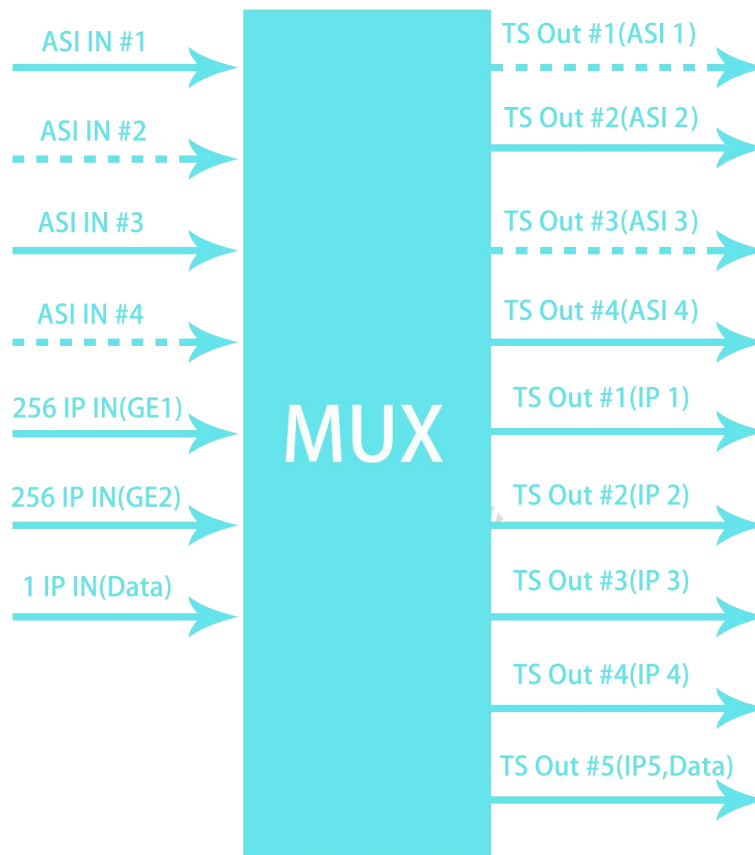 ASI IN #1
ASI IN #2
ASI IN #3
ASI IN #4
256 IP IN(GE1)
256 IP IN(GE2)
1 IP IN(Data)
MUX
TS Out #1(ASI 1)
TS Out #2(ASI 2)
TS Out #3(ASI 3)
TS Out #4(ASI 4)
TS Out #1(IP 1)
TS Out #2(IP 2)
TS Out #3(IP 3)
TS Out #4(IP 4)
TS Out #5(IP5,Data)